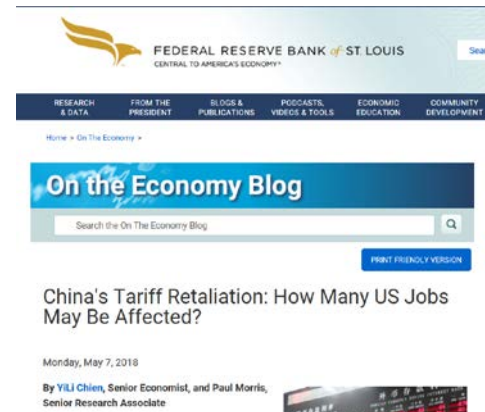 FEDERAL RESERVE BANK of ST. LOUIS
CENTRAL TO AMERICA'S ECONOMY®
Sea
RESEARCH & DATA
FROM THE PRESIDENT
BLOGS & PUBLICATIONS
PODCASTS, VIDEOS & TOOLS
ECONOMIC EDUCATION
COMMUNITY DEVELOPMENT
Home > On The Economy >
On the Economy Blog
Search the On The Economy Blog
PRINT FRIENDLY VERSION
China's Tariff Retaliation: How Many US Jobs
May Be Affected?
Monday, May 7, 2018
By YiLi Chien, Senior Economist, and Paul Morris,
Senior Research Associate